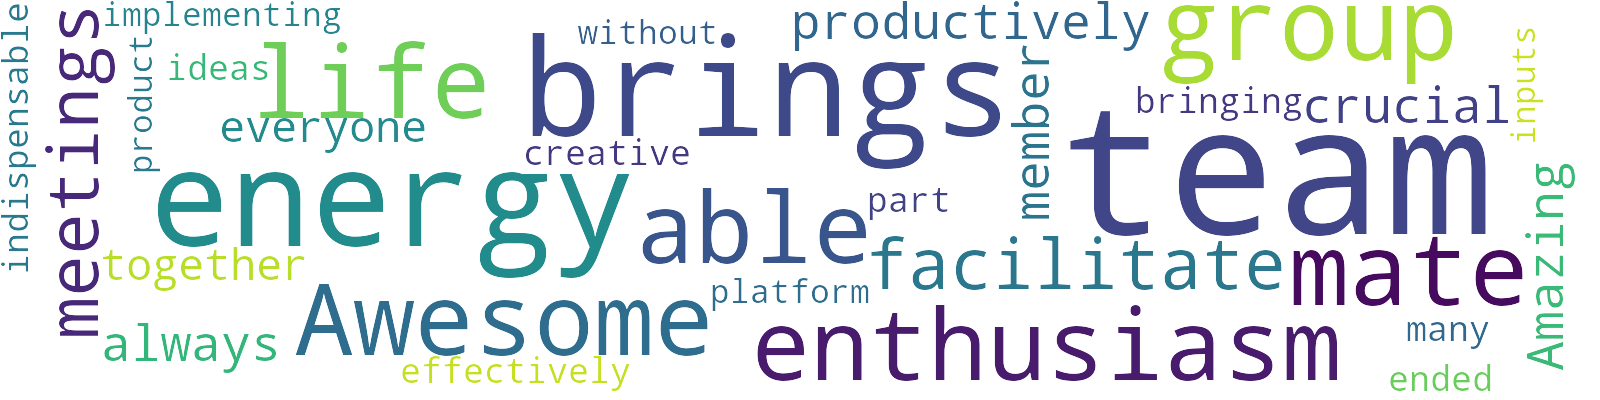 indispensable
meetings
implementing
product
ideas
life
everyone
without
brings
creative
productively
member
group
bringing
crucial
inputs
team
energy
able
part
together
facilitate
mate
Amazing
Awesome
platform
always
effectively
enthusiasm
many
ended